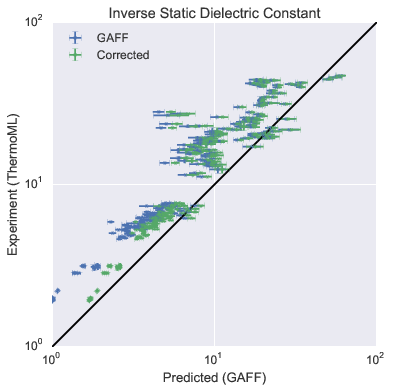 Inverse Static Dielectric Constant
GAFF
Corrected
Experiment (ThermoML)
10²
10¹
10⁰
10⁰
10¹
10²
Predicted (GAFF)